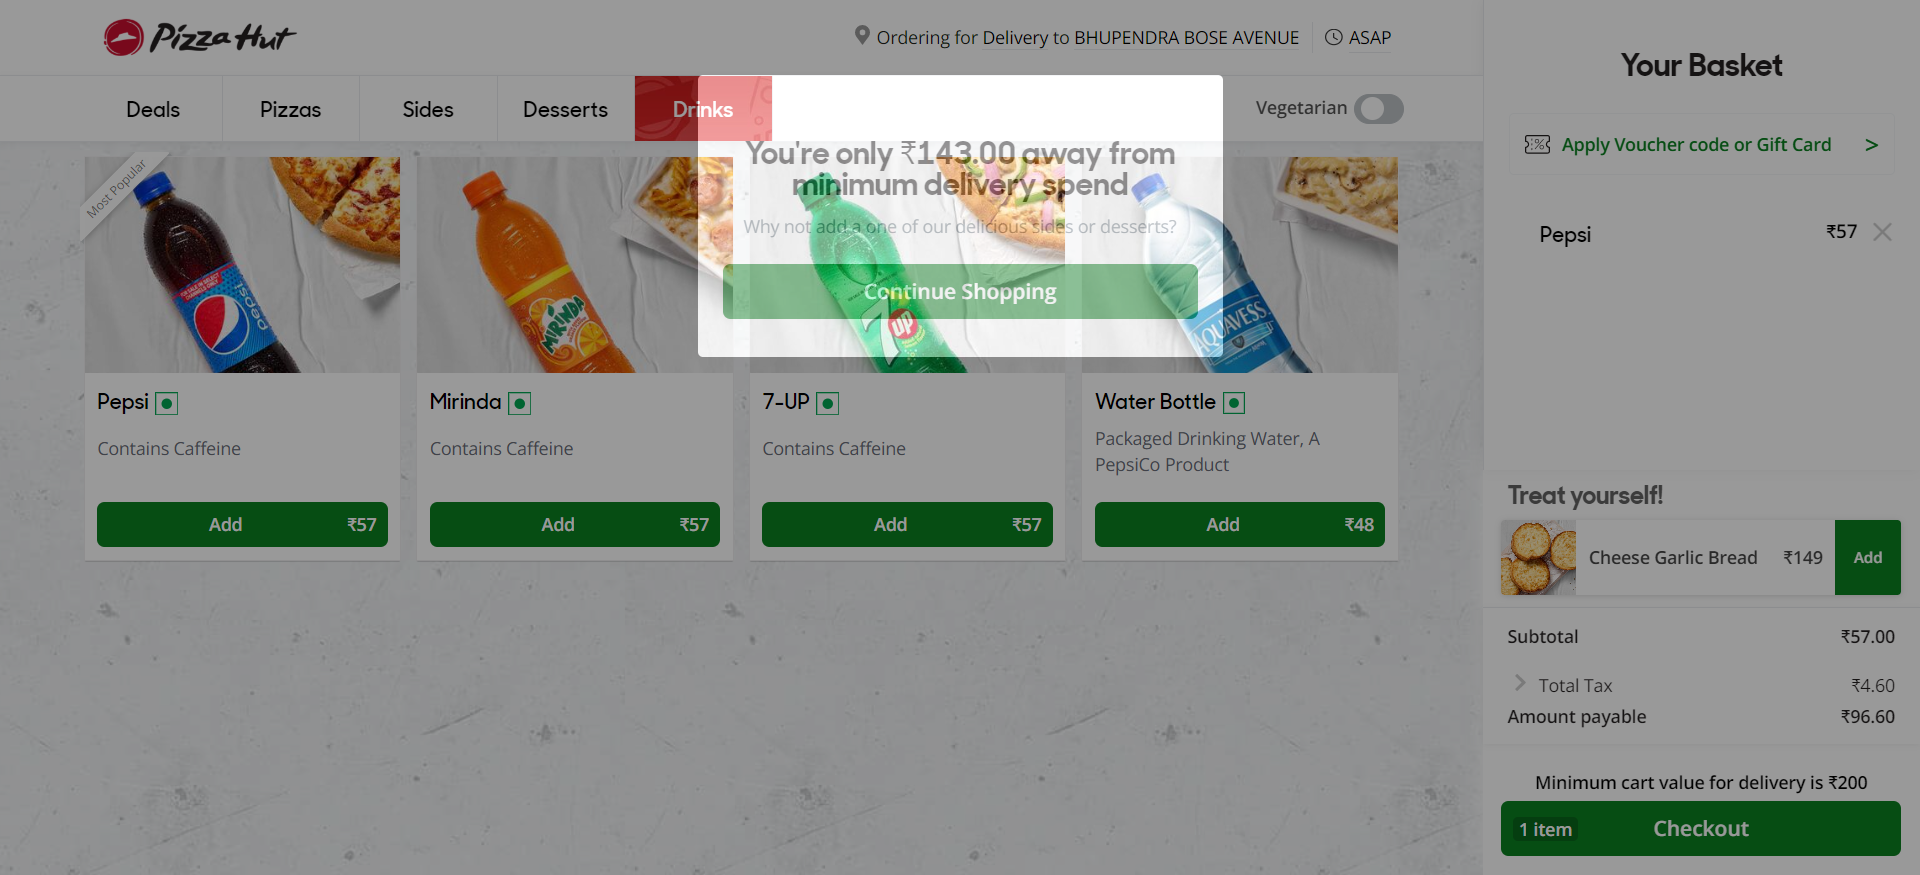 Pizza Hut
Ordering for Delivery to BHUPENDRA BOSE AVENUE
ASAP
Deals
Pizzas
Sides
Desserts
Drinks
Vegetarian
You're only ₹143.00 away from
minimum delivery spend
Why not add a one of our delicious sides or desserts?
Continue Shopping
Most Popular
pepsi
MIRINDA
7
UP
AQUAVESS
Pepsi
Contains Caffeine
Add ₹57
Mirinda
Contains Caffeine
Add ₹57
7-UP
Contains Caffeine
Add ₹57
Water Bottle
Packaged Drinking Water, A
PepsiCo Product
Add ₹48
Your Basket
Apply Voucher code or Gift Card >
Pepsi ₹57
Treat yourself!
Cheese Garlic Bread ₹149 Add
Subtotal ₹57.00
Total Tax ₹4.60
Amount payable ₹96.60
Minimum cart value for delivery is ₹200
1 item Checkout